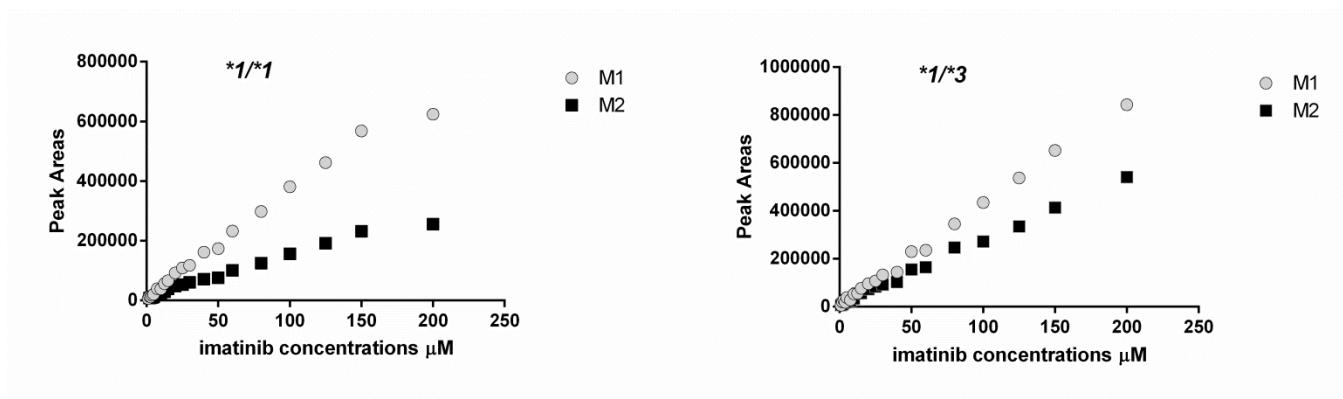 *1/*1
M1
M2
800000
600000
400000
200000
0
Peak Areas
0 50 100 150 200 250
imatinib concentrations μM
*1/*3
M1
M2
1000000
800000
600000
400000
200000
0
Peak Areas
0 50 100 150 200 250
imatinib concentrations μM